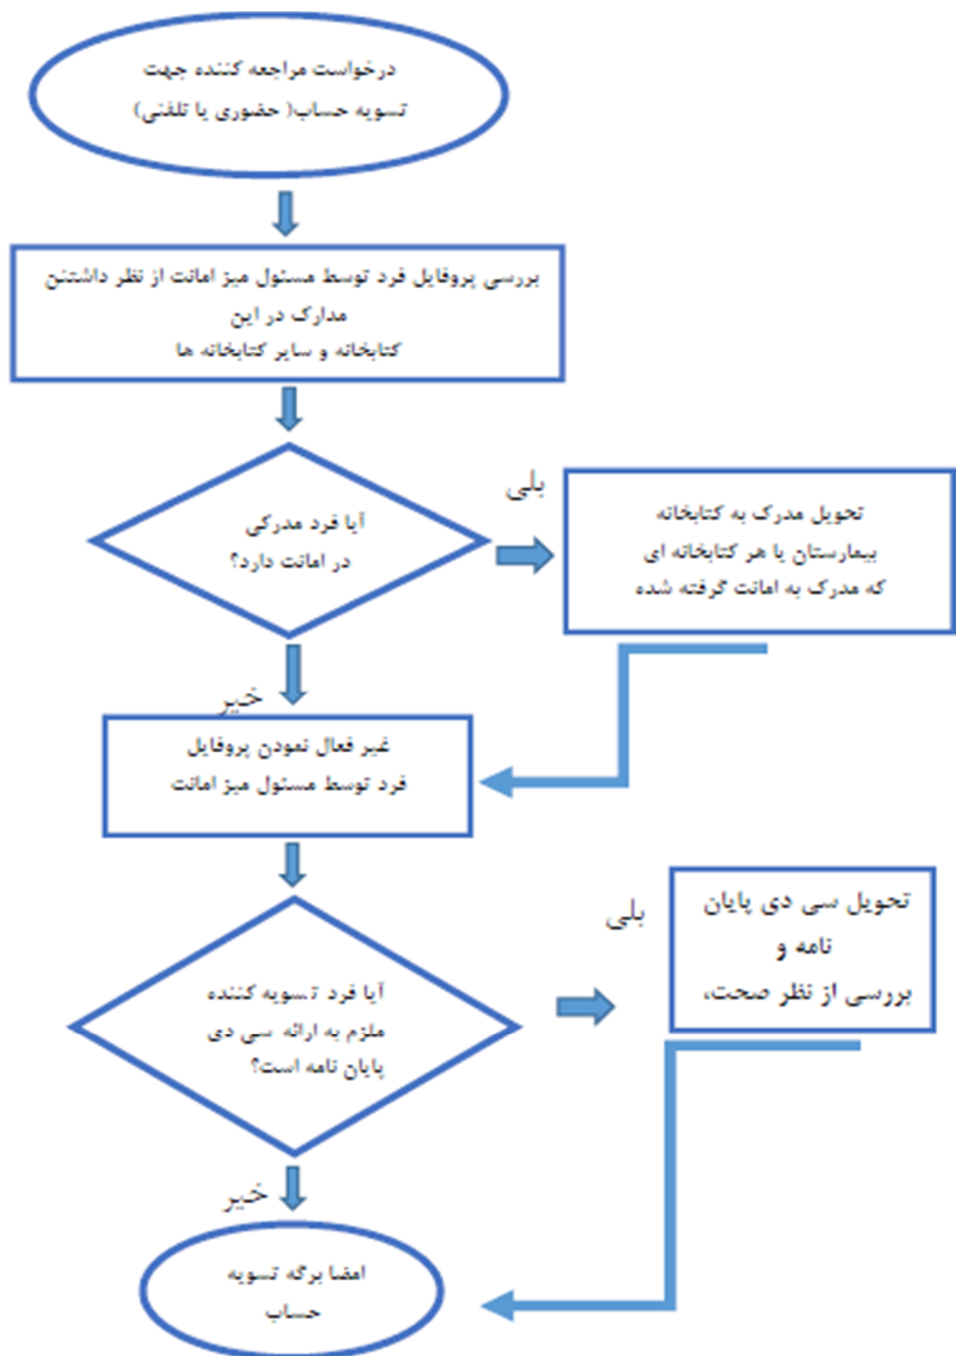 درخواست مراجعه کننده جهت
تسویه حساب( حضوری یا تلفنی)
بررسی پروفایل فرد توسط مسئول میز امانت از نظر داشتنن
مدارک در این
کتابخانه و سایر کتابخانه ها
آیا فرد مدرکی
در امانت دارد؟
بلی
تحویل مدرک به کتابخانه
بیمارستان یا هر کتابخانه ای
که مدرک به امانت گرفته شده
خیر
غیر فعال نمودن پروفایل
فرد توسط مسئول میز امانت
آیا فرد تسویه کننده
ملزم به ارائه سی دی
پایان نامه است؟
بلی
تحویل سی دی پایان
نامه و
بررسی از نظر صحت،
خیر
امضا برگه تسویه
حساب